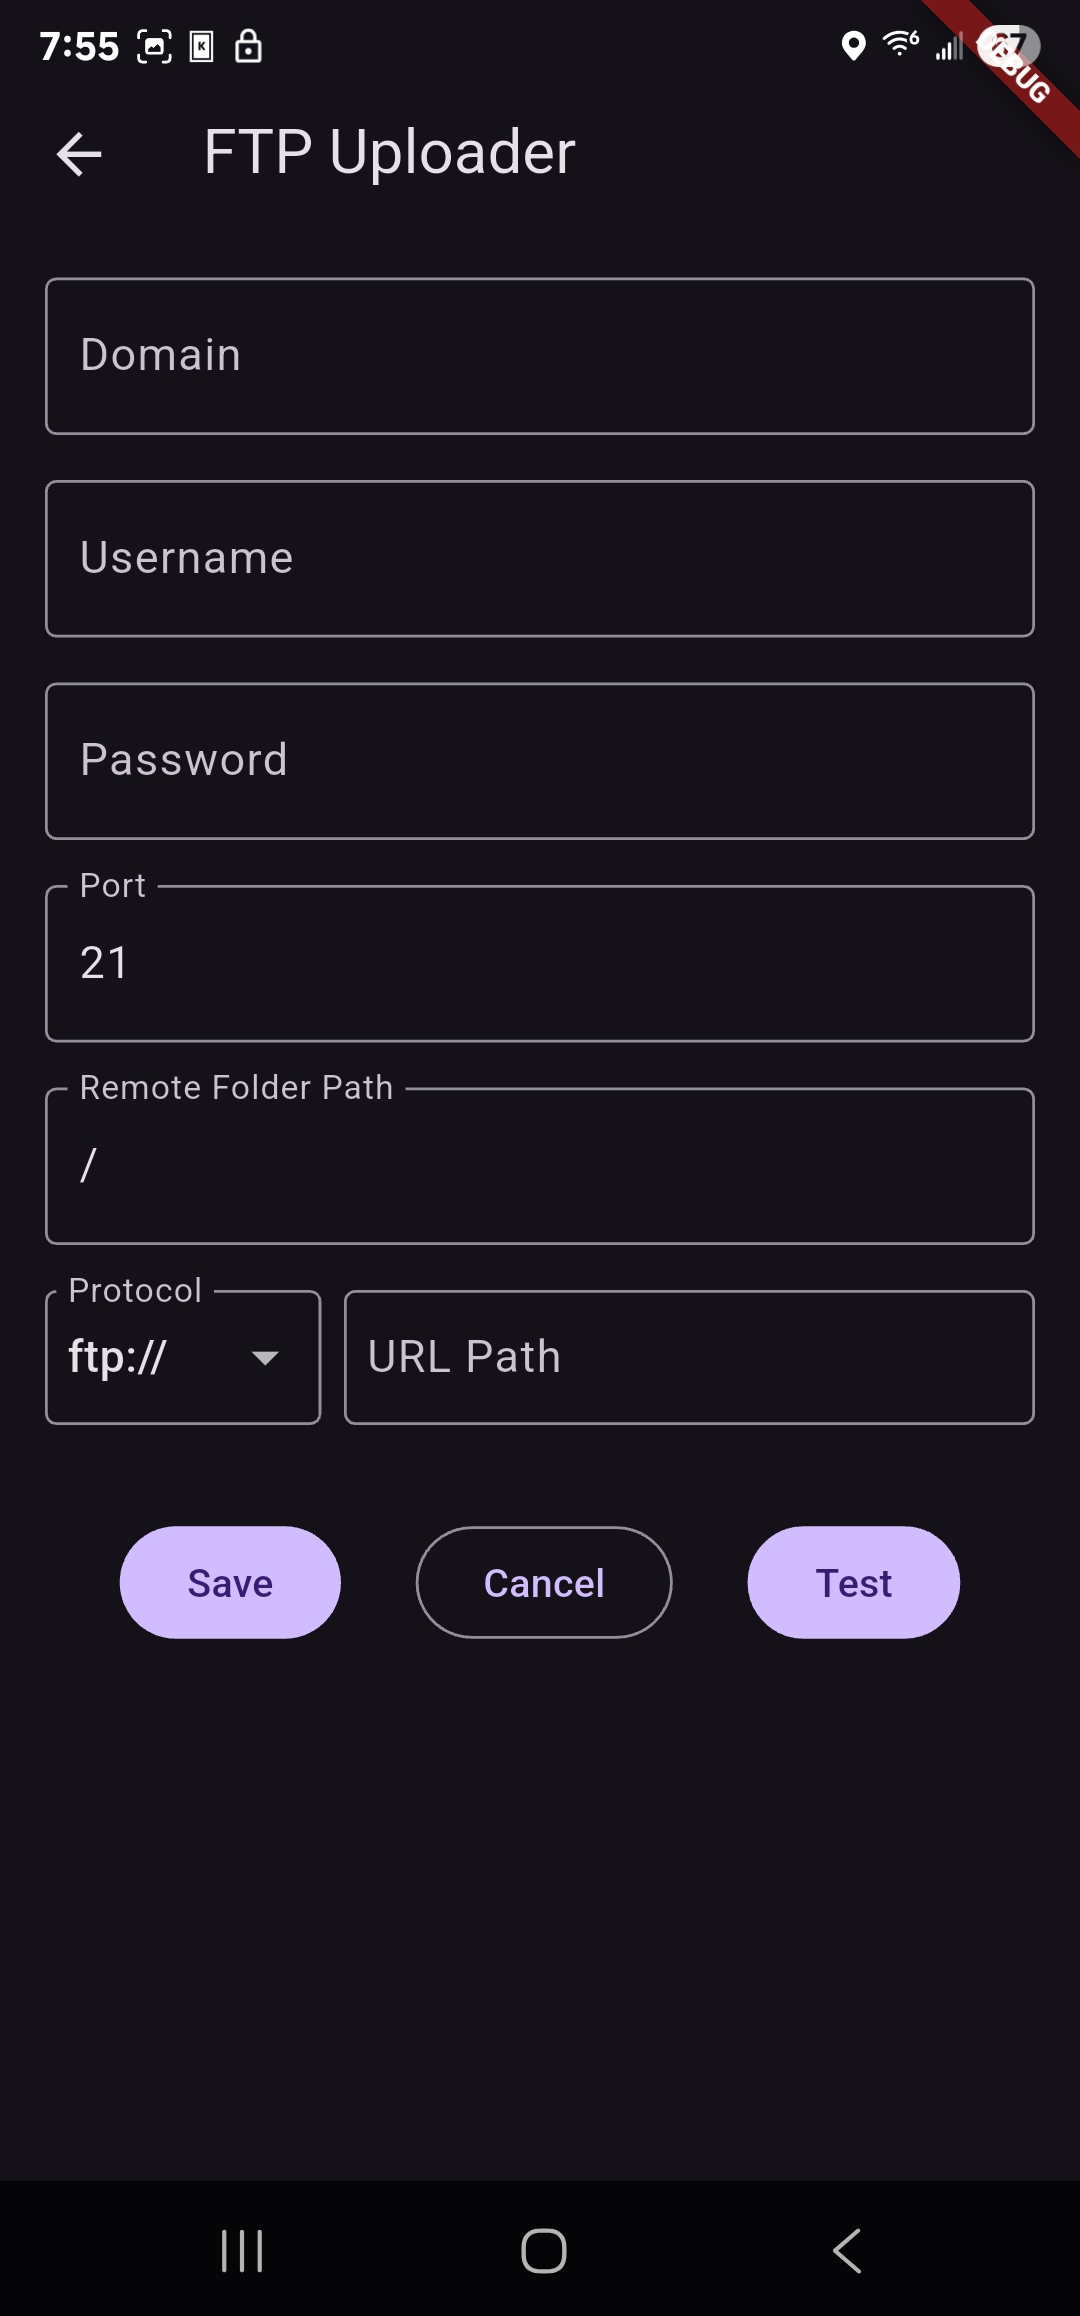 7:55
FTP Uploader
Domain
Username
Password
Port
21
Remote Folder Path
/
Protocol
ftp://
URL Path
Save
Cancel
Test